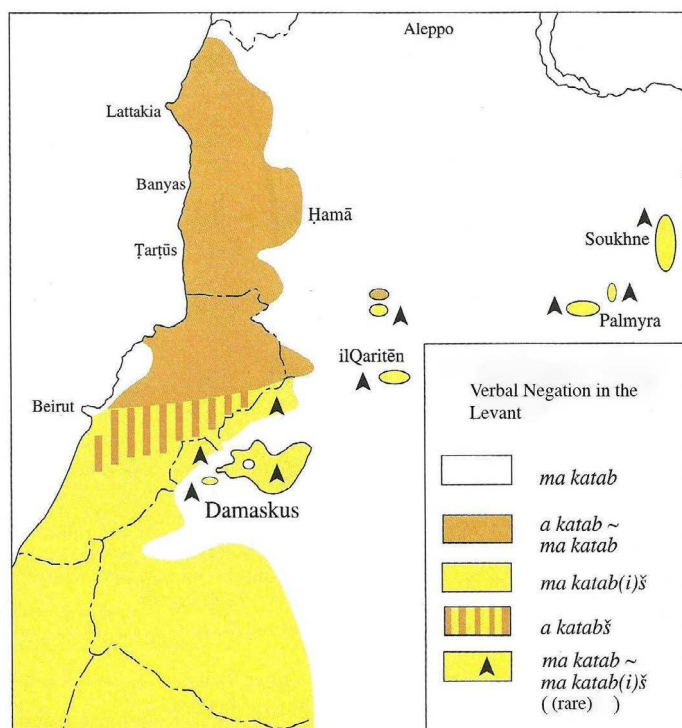 Aleppo
Lattakia
Banyas
Ḥamā
Ṭarṭūs
Soukhne
Palmyra
ilQaritēn
Beirut
Damaskus
Verbal Negation in the
Levant
ma katab
a katab ~
ma katab
ma katab(i)š
a katabš
ma katab ~
ma katab(i)š
( (rare) )